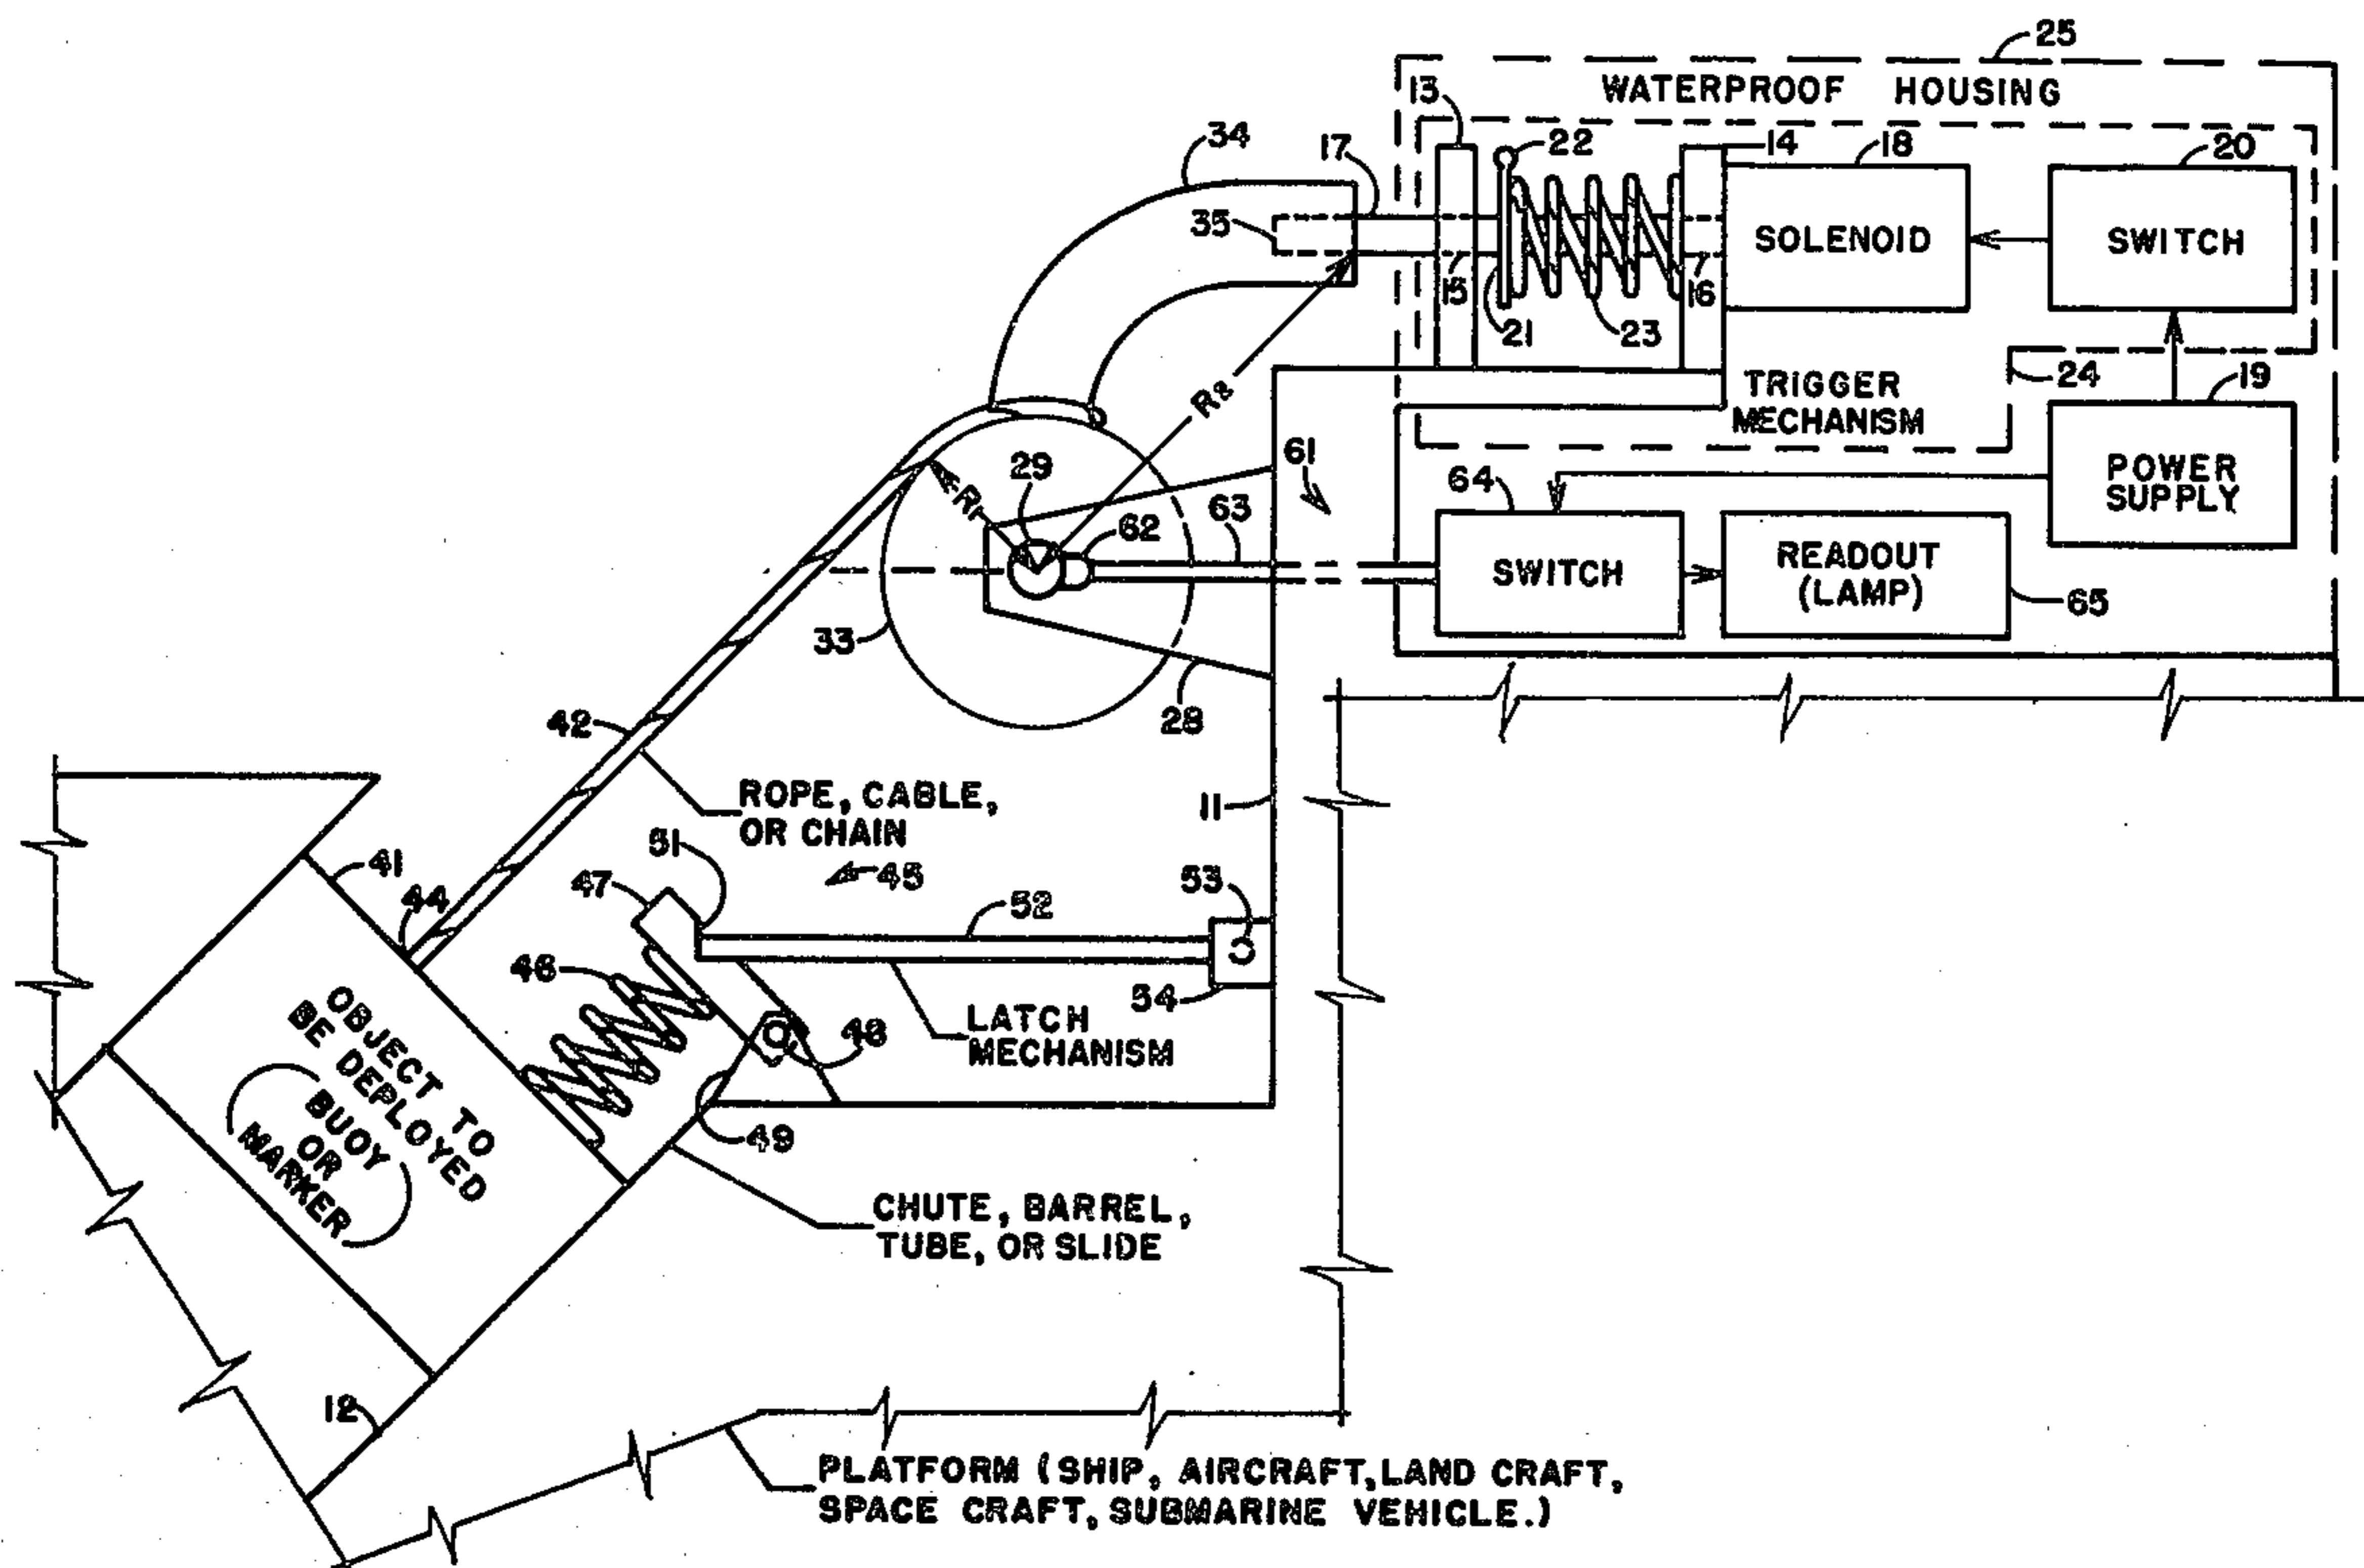 25
WATERPROOF HOUSING
13
34
17
22
14
18
20
35
SOLENOID
SWITCH
15
16
21
23
R2
TRIGGER
MECHANISM
24
19
29
61
R1
62
63
64
POWER
SUPPLY
SWITCH
READOUT
(LAMP)
65
33
28
42
ROPE, CABLE,
OR CHAIN
11
51
41
45
47
44
53
52
46
54
LATCH
MECHANISM
48
OBJECT TO
BE DEPLOYED
BUOY
OR
MARKER
49
CHUTE, BARREL,
TUBE, OR SLIDE
12
PLATFORM (SHIP, AIRCRAFT, LAND CRAFT,
SPACE CRAFT, SUBMARINE VEHICLE.)